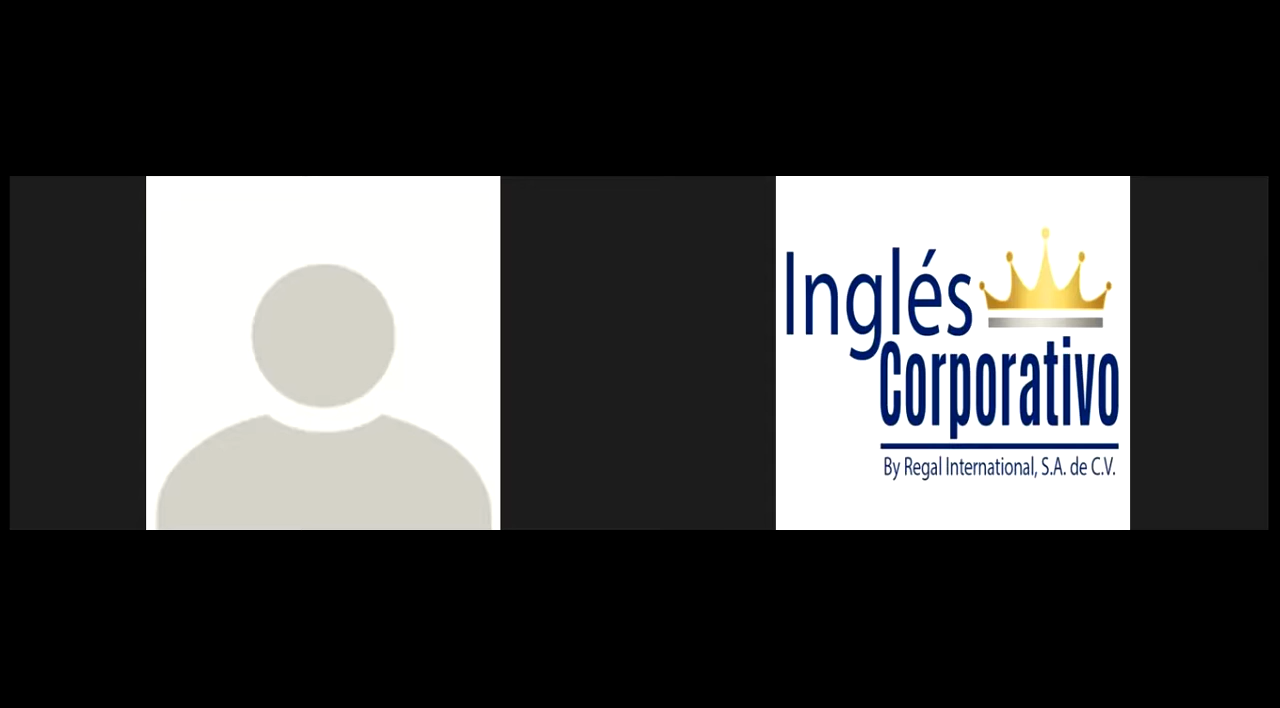 Inglés
Corporativo
By Regal International, S.A. de C.V.